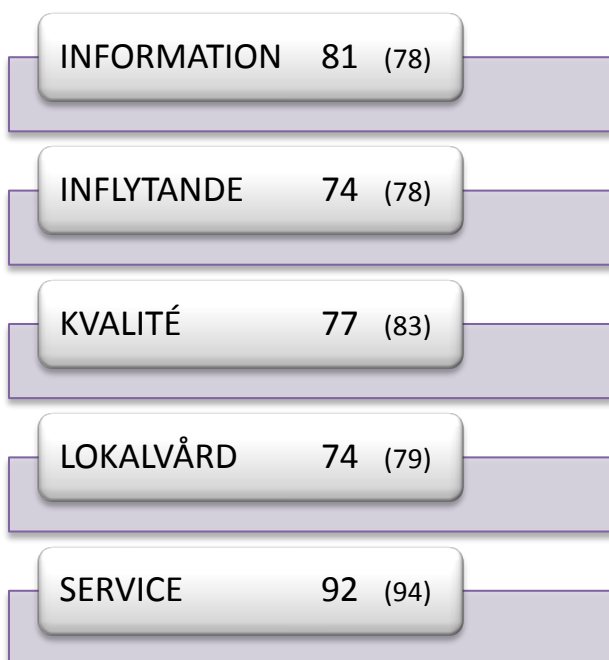 INFORMATION 81 (78)
INFLYTANDE 74 (78)
KVALITÉ 77 (83)
LOKALVÅRD 74 (79)
SERVICE 92 (94)